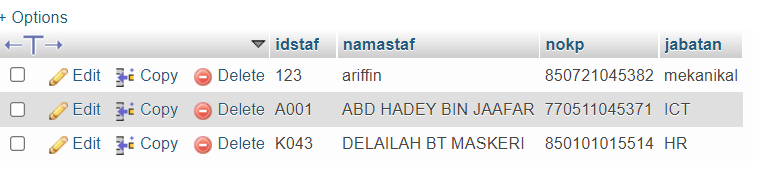 + Options
←T→ idstaf namastaf nokp jabatan
Edit Copy Delete 123 ariffin 850721045382 mekanikal
Edit Copy Delete A001 ABD HADEY BIN JAAFAR 770511045371 ICT
Edit Copy Delete K043 DELAILAH BT MASKERI 850101015514 HR